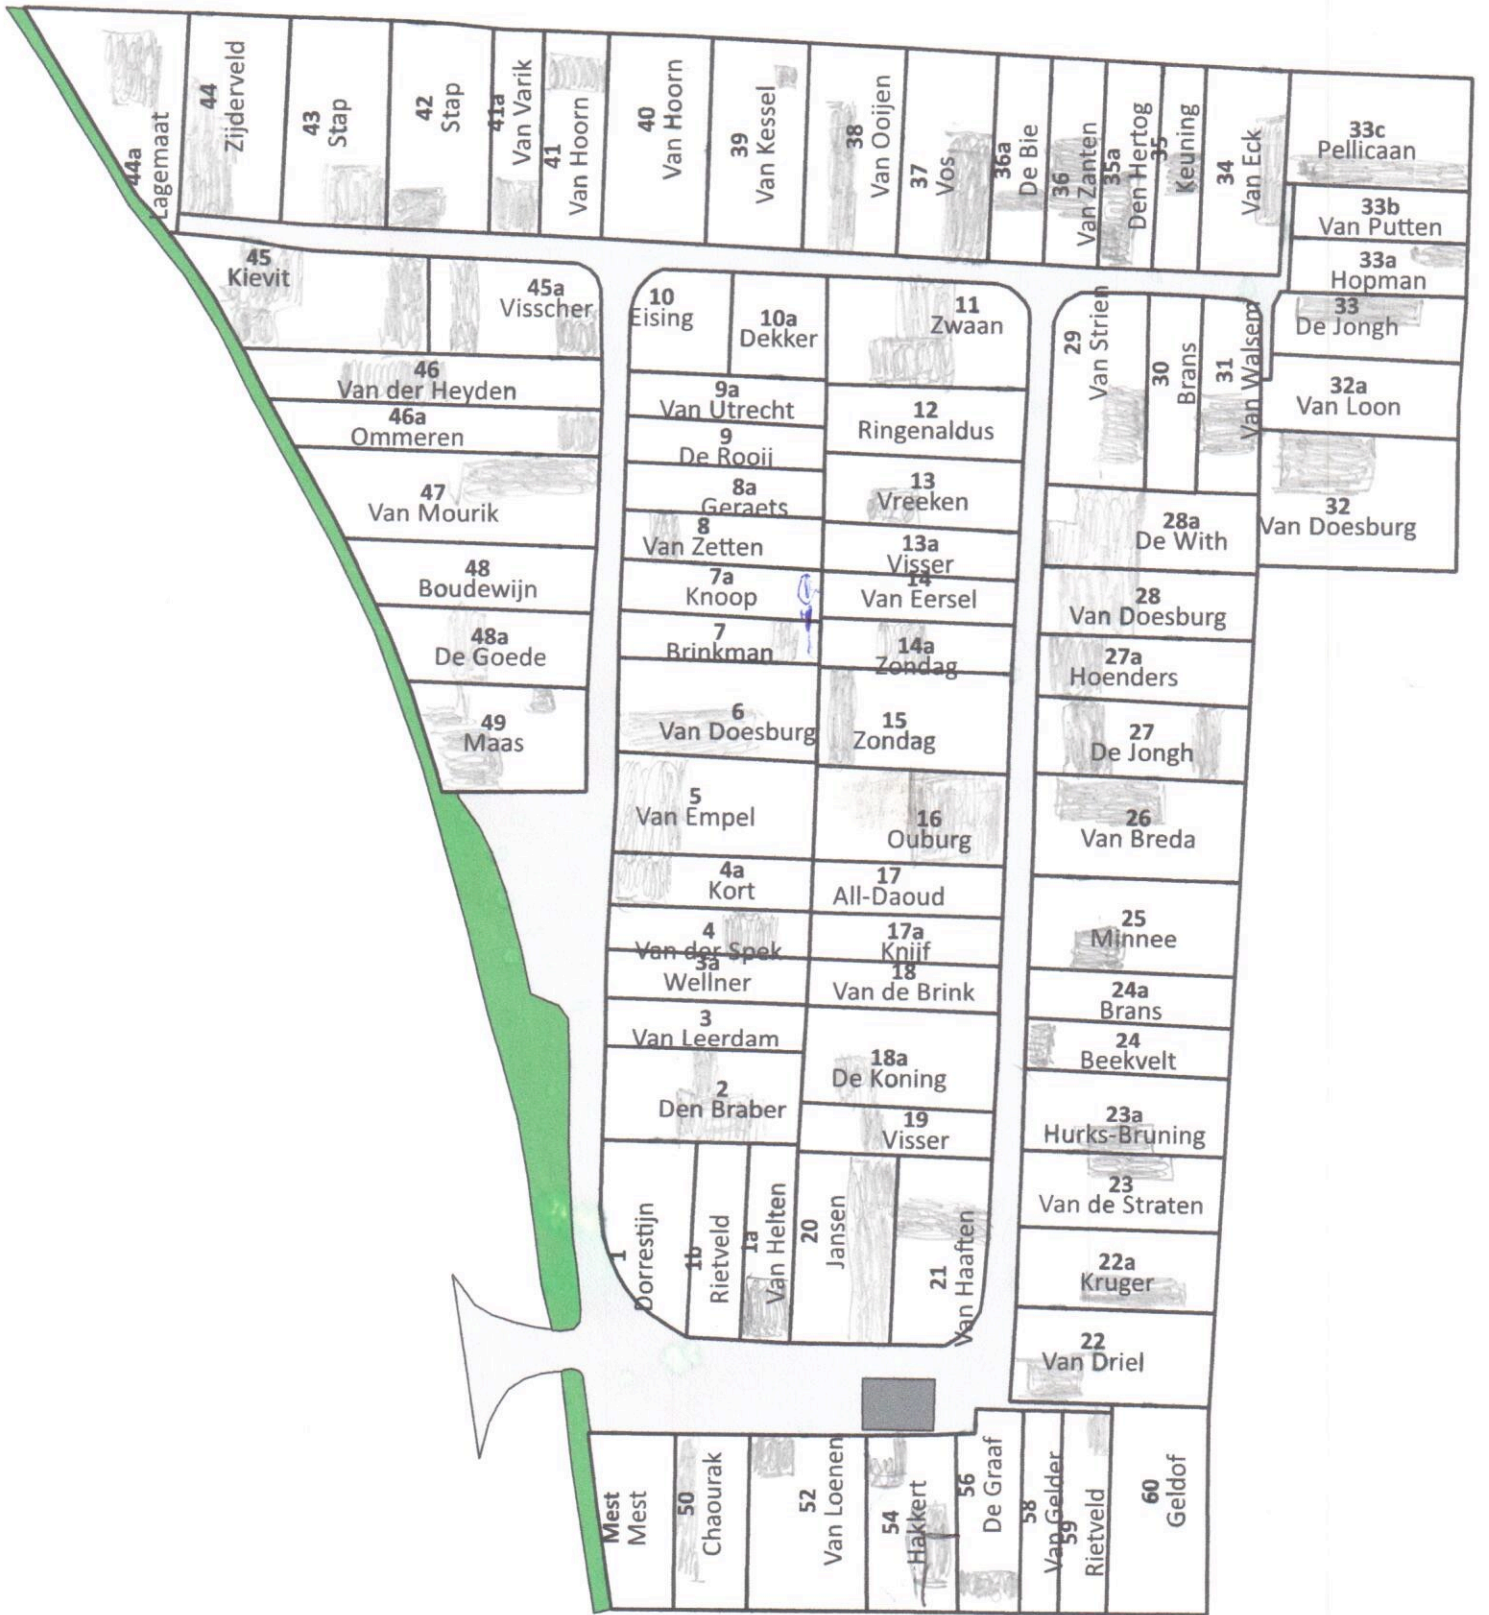 44a
Lagemaat
44
Zijderveld
43
Stap
42
Stap
41a
Van Varik
41
Van Hoorn
40
Van Hoorn
39
Van Kessel
38
Van Ooijen
37
Vos
36a
De Bie
36
Van Zanten
35a
Den Hertog
35
Keuning
34
Van Eck
33c
Pellicaan
33b
Van Putten
33a
Hopman
33
De Jongh
32a
Van Loon
32
Van Doesburg
45
Kievit
45a
Visscher
46
Van der Heyden
46a
Ommeren
47
Van Mourik
48
Boudewijn
48a
De Goede
49
Maas
10
Eising
10a
Dekker
9a
Van Utrecht
9
De Rooij
8a
Geraets
8
Van Zetten
7a
Knoop
7
Brinkman
6
Van Doesburg
5
Van Empel
4a
Kort
4
Van der Spek
3a
Wellner
3
Van Leerdam
2
Den Braber
1
Dorrestijn
1b
Rietveld
1a
Van Helten
11
Zwaan
12
Ringenaldus
13
Vreeken
13a
Visser
14
Van Eersel
14a
Zondag
15
Zondag
16
Ouburg
17
All-Daoud
17a
Knijf
18
Van de Brink
18a
De Koning
19
Visser
20
Jansen
21
Van Haaften
29
Van Strien
30
Brans
31
Van Walsem
28a
De With
28
Van Doesburg
27a
Hoenders
27
De Jongh
26
Van Breda
25
Minnee
24a
Brans
24
Beekvelt
23a
Hurks-Bruning
23
Van de Straten
22a
Kruger
22
Van Driel
Mest
Mest
50
Chaourak
52
Van Loenen
54
Hakkert
56
De Graaf
58
Van Gelder
59
Rietveld
60
Geldof